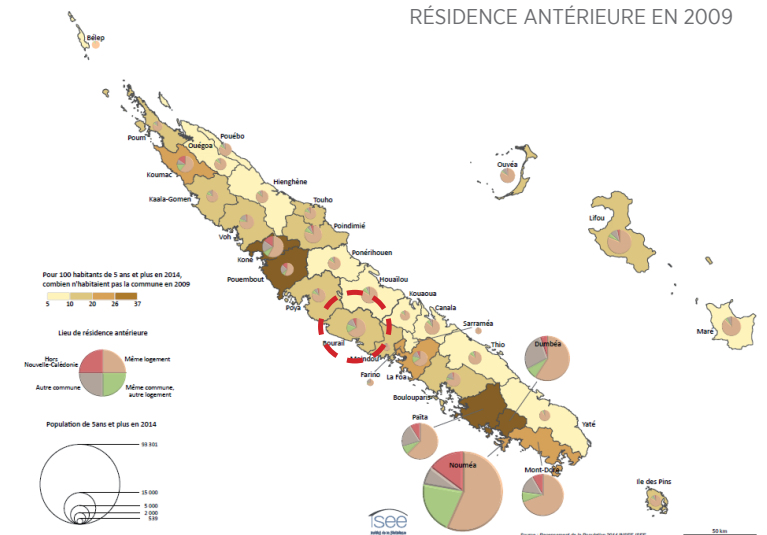 RÉSIDENCE ANTÉRIEURE EN 2009
Bélep
Poum
Ouégoa
Pouébo
Koumac
Kaala-Gomen
Hienghène
Touho
Voh
Poindimié
Koné
Ponérihouen
Pouembout
Houaïlou
Poya
Kouaoua
Canala
Bourail
Moindou
Sarraméa
Farino
La Foa
Thio
Boulouparis
Dumbéa
Païta
Yaté
Nouméa
Mont-Dore
Ile des Pins
Ouvéa
Lifou
Maré
Pour 100 habitants de 5 ans et plus en 2014,
combien n'habitaient pas la commune en 2009
5 10 20 26 37
Lieu de résidence antérieure
Hors
Nouvelle-Calédonie
Même logement
Autre commune
Même commune,
autre logement
Population de 5ans et plus en 2014
93 301
15 000
5 000
2 000
539
isee
50 km